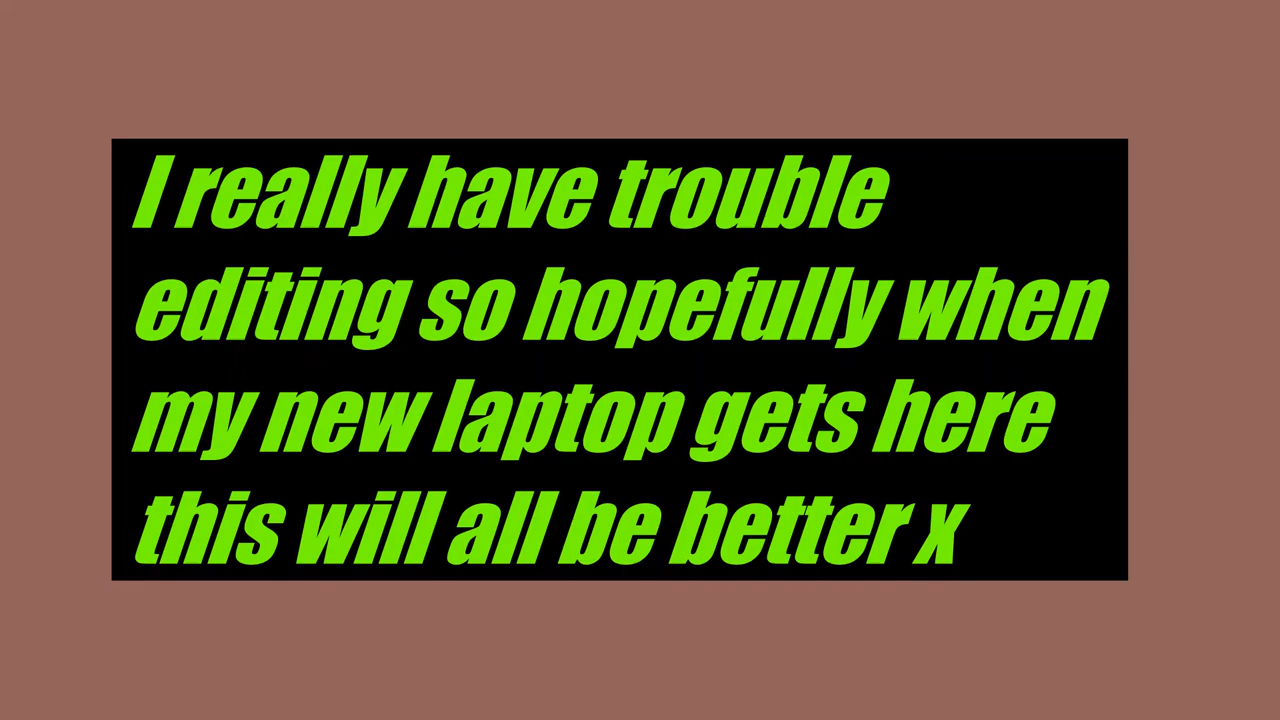 I really have trouble
editing so hopefully when
my new laptop gets here
this will all be better x